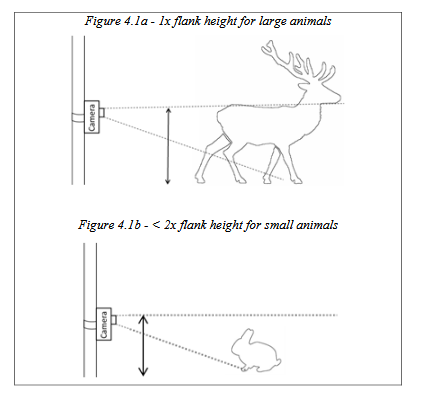 Figure 4.1a - 1x flank height for large animals
Camera
Figure 4.1b - < 2x flank height for small animals
Camera